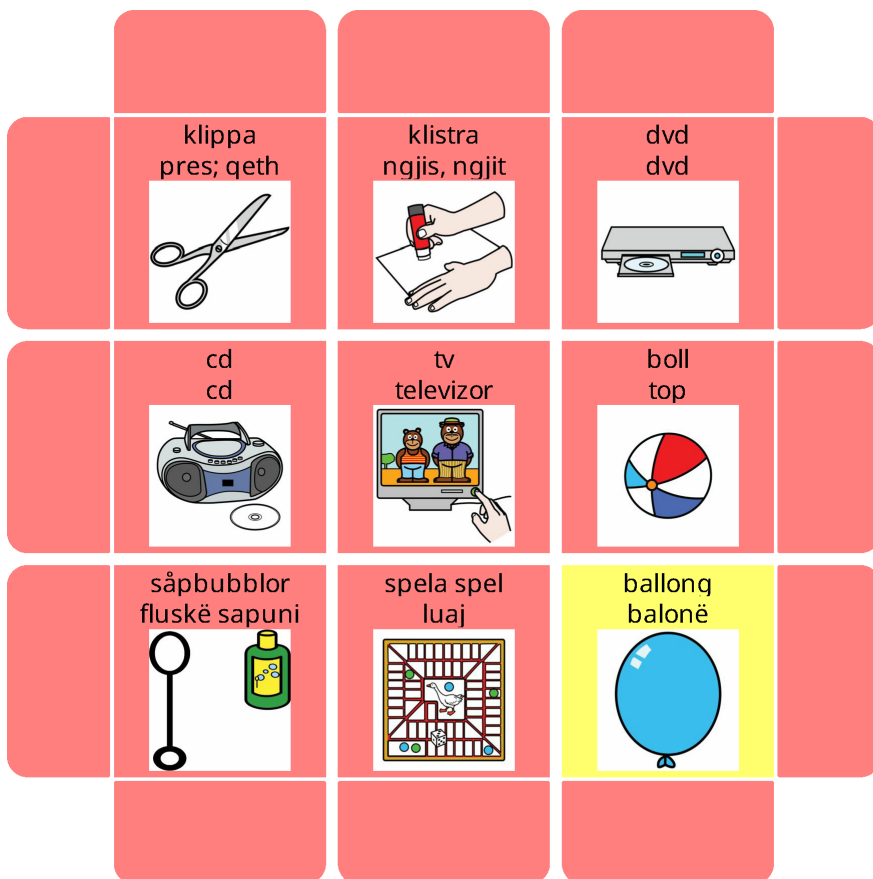 klippa
pres; qeth
klistra
ngjis, ngjit
dvd
dvd
cd
cd
tv
televizor
boll
top
såpbubblor
fluskë sapuni
spela spel
luaj
ballong
balonë